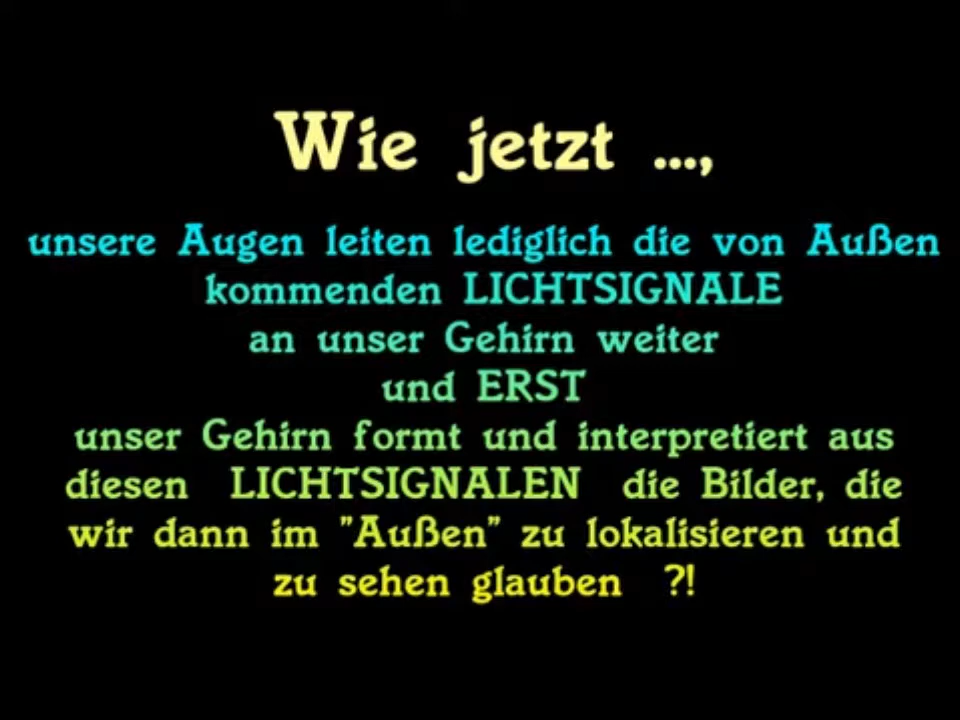 Wie jetzt ...,
unsere Augen leiten lediglich die von Außen
kommenden LICHTSIGNALE
an unser Gehirn weiter
und ERST
unser Gehirn formt und interpretiert aus
diesen LICHTSIGNALEN die Bilder, die
wir dann im "Außen" zu lokalisieren und
zu sehen glauben ?!